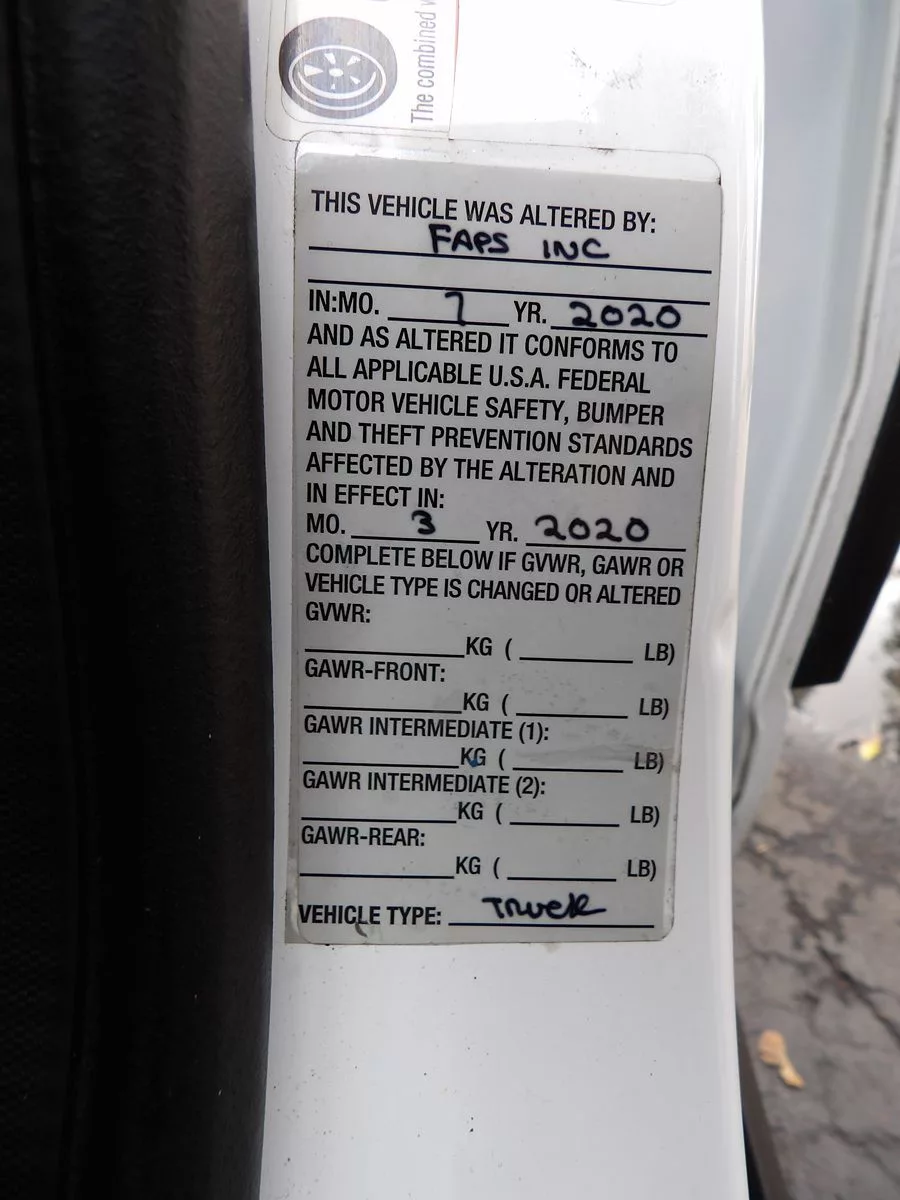 The combined
THIS VEHICLE WAS ALTERED BY:
FAPS INC
IN:MO. 7 YR. 2020
AND AS ALTERED IT CONFORMS TO
ALL APPLICABLE U.S.A. FEDERAL
MOTOR VEHICLE SAFETY, BUMPER
AND THEFT PREVENTION STANDARDS
AFFECTED BY THE ALTERATION AND
IN EFFECT IN:
MO. 3 YR. 2020
COMPLETE BELOW IF GVWR, GAWR OR
VEHICLE TYPE IS CHANGED OR ALTERED
GVWR:
KG ( LB)
GAWR-FRONT:
KG ( LB)
GAWR INTERMEDIATE (1):
KG ( LB)
GAWR INTERMEDIATE (2):
KG ( LB)
GAWR-REAR:
KG ( LB)
VEHICLE TYPE: Truck